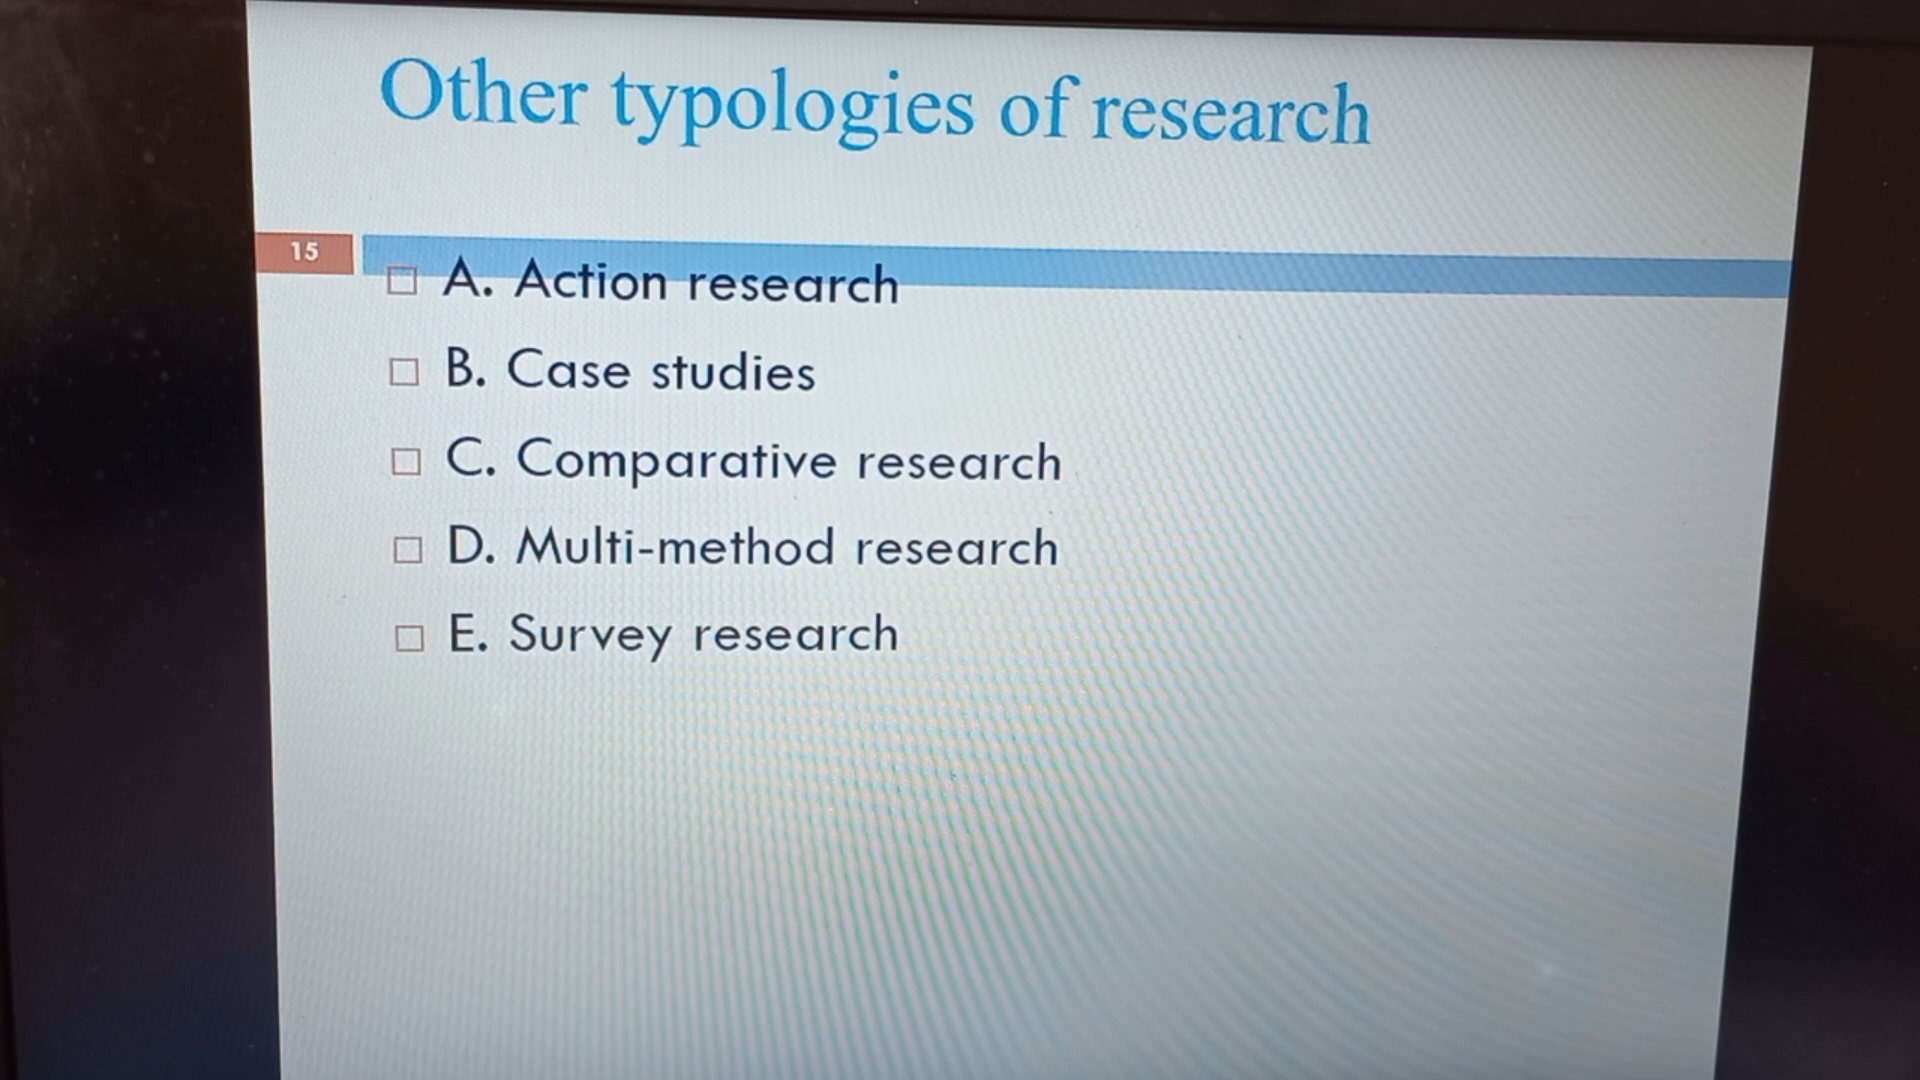 Other typologies of research
15
A. Action research
B. Case studies
C. Comparative research
D. Multi-method research
E. Survey research